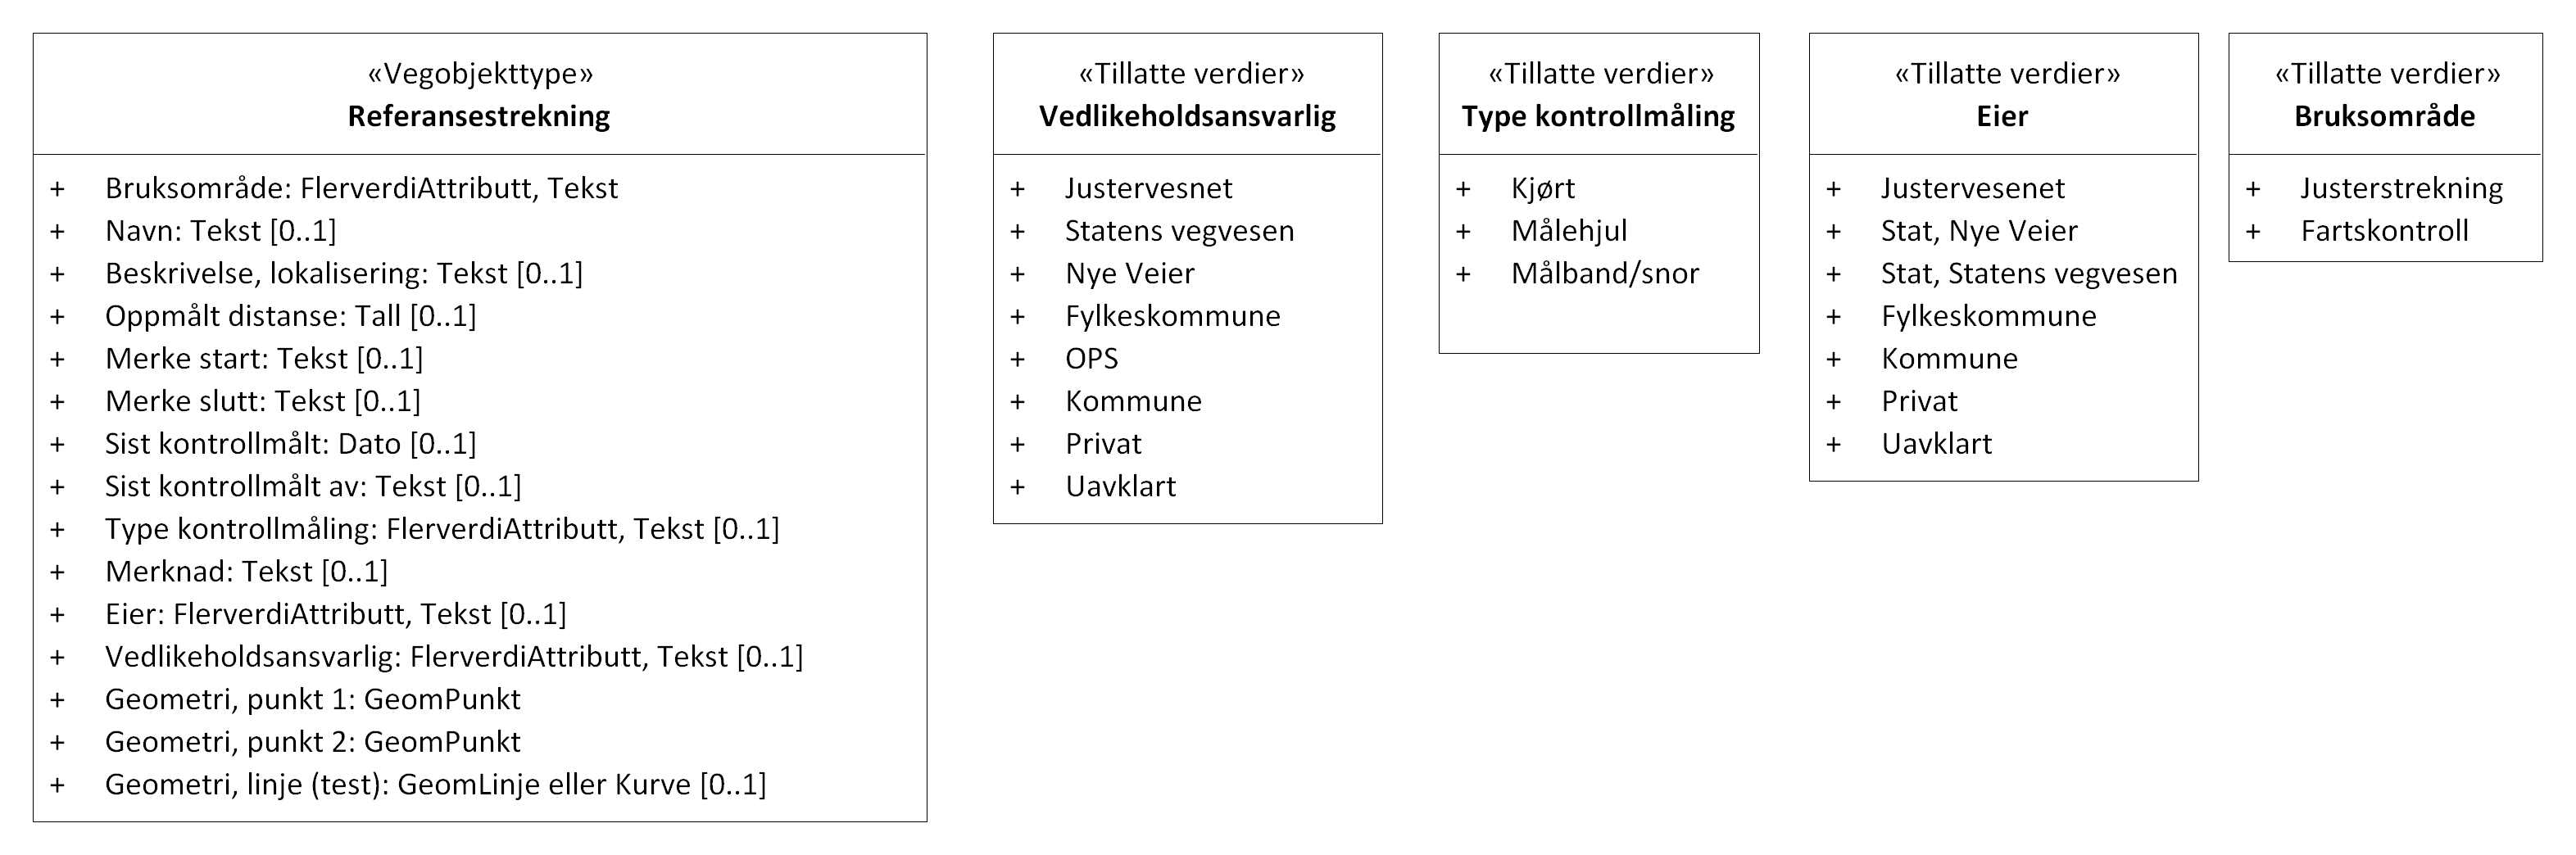 «Vegobjekttype»
Referansestrekning
+ Bruksområde: FlerverdiAttributt, Tekst
+ Navn: Tekst [0..1]
+ Beskrivelse, lokalisering: Tekst [0..1]
+ Oppmålt distanse: Tall [0..1]
+ Merke start: Tekst [0..1]
+ Merke slutt: Tekst [0..1]
+ Sist kontrollmålt: Dato [0..1]
+ Sist kontrollmålt av: Tekst [0..1]
+ Type kontrollmåling: FlerverdiAttributt, Tekst [0..1]
+ Merknad: Tekst [0..1]
+ Eier: FlerverdiAttributt, Tekst [0..1]
+ Vedlikeholdsansvarlig: FlerverdiAttributt, Tekst [0..1]
+ Geometri, punkt 1: GeomPunkt
+ Geometri, punkt 2: GeomPunkt
+ Geometri, linje (test): GeomLinje eller Kurve [0..1]
«Tillatte verdier»
Vedlikeholdsansvarlig
+ Justervesnet
+ Statens vegvesen
+ Nye Veier
+ Fylkeskommune
+ OPS
+ Kommune
+ Privat
+ Uavklart
«Tillatte verdier»
Type kontrollmåling
+ Kjørt
+ Målehjul
+ Målband/snor
«Tillatte verdier»
Eier
+ Justervesenet
+ Stat, Nye Veier
+ Stat, Statens vegvesen
+ Fylkeskommune
+ Kommune
+ Privat
+ Uavklart
«Tillatte verdier»
Bruksområde
+ Justerstrekning
+ Fartskontroll